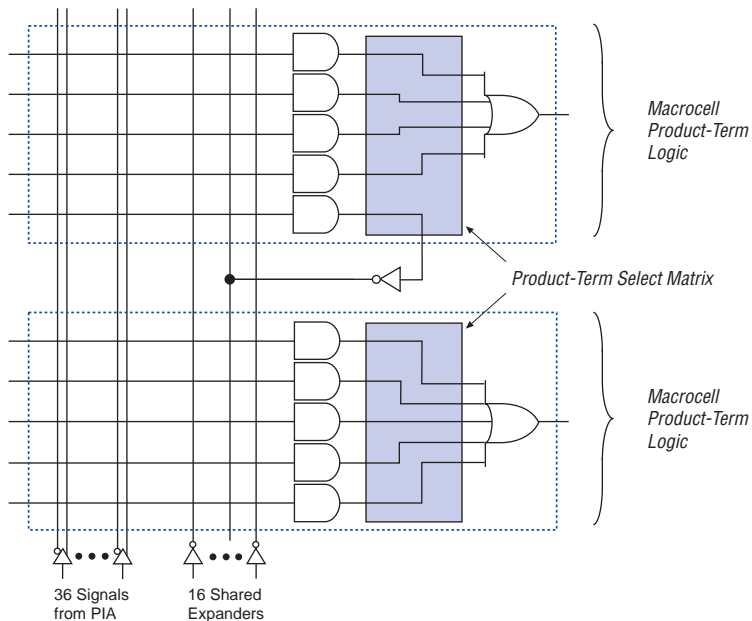 Macrocell
Product-Term
Logic
Product-Term Select Matrix
Macrocell
Product-Term
Logic
36 Signals
from PIA
16 Shared
Expanders